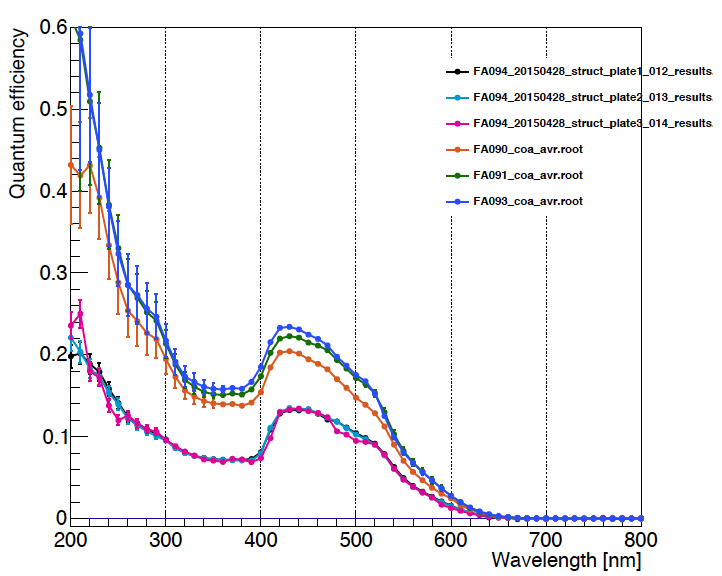 Quantum efficiency
0.6
0.5
0.4
0.3
0.2
0.1
0
200
300
400
500
600
700
800
Wavelength [nm]
FA094_20150428_struct_plate1_012_results.
FA094_20150428_struct_plate2_013_results.
FA094_20150428_struct_plate3_014_results.
FA090_coa_avr.root
FA091_coa_avr.root
FA093_coa_avr.root